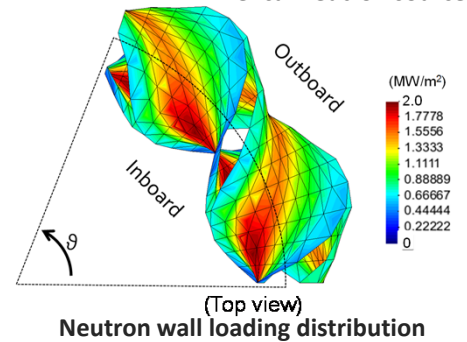 Outboard
(MW/m²)
2.0
1.7778
1.5556
1.3333
1.1111
0.88889
0.66667
0.44444
0.22222
0
Inboard
ϑ
(Top view)
Neutron wall loading distribution